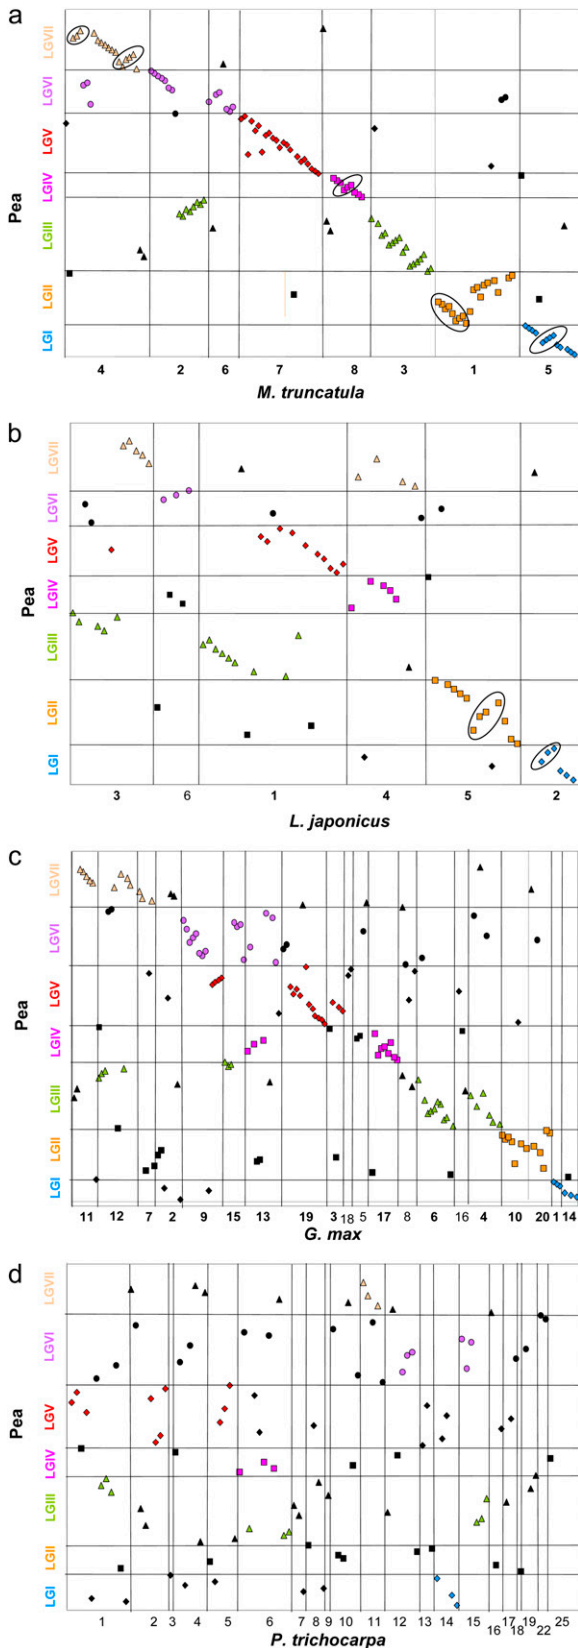 a
LGVII
LGVI
LGV
LGIV
LGIII
LGII
LGI
Pea
4 2 6 7 8 3 1 5
M. truncatula
b
LGVII
LGVI
LGV
LGIV
LGIII
LGII
LGI
Pea
3 6 1 4 5 2
L. japonicus
c
LGVII
LGVI
LGV
LGIV
LGIII
LGII
LGI
Pea
11 12 7 2 9 15 13 19 3 18 5 17 8 6 16 4 10 20 1 14
G. max
d
LGVII
LGVI
LGV
LGIV
LGIII
LGII
LGI
Pea
1 2 3 4 5 6 7 8 9 10 11 12 13 14 15 16 17 18 19 22 25
P. trichocarpa